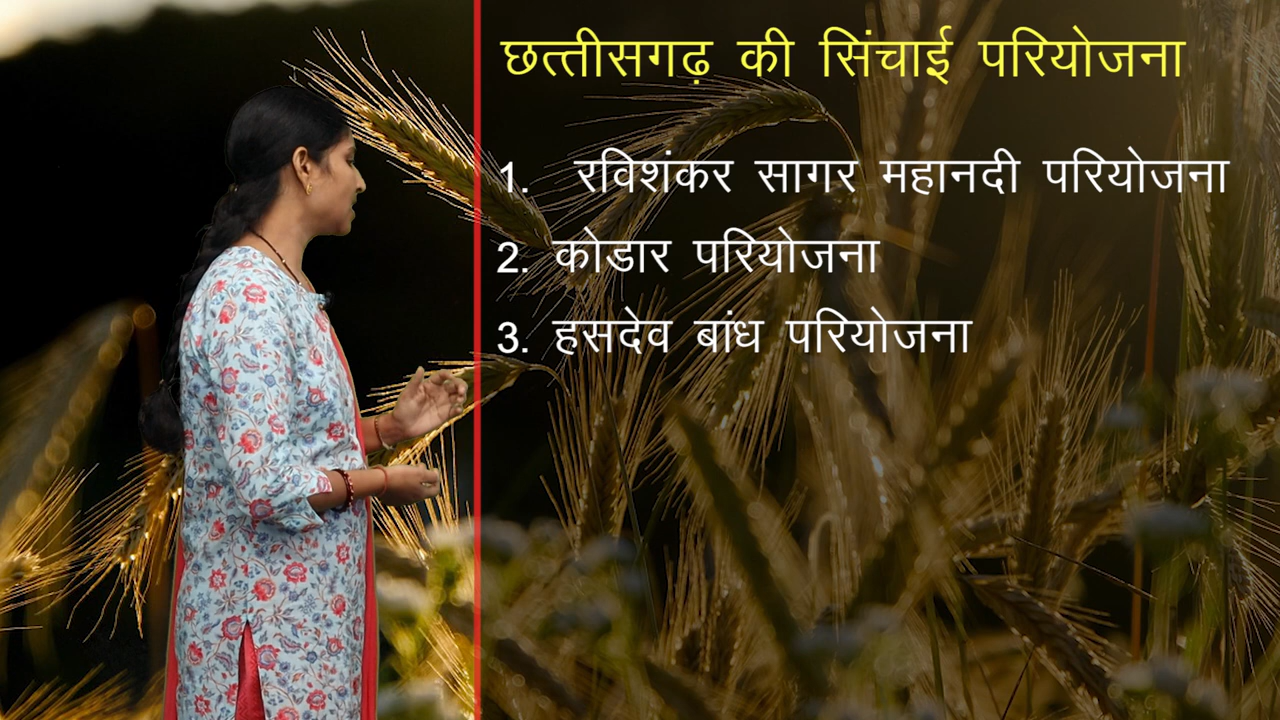 छत्तीसगढ़ की सिंचाई परियोजना
1. रविशंकर सागर महानदी परियोजना
2. कोडार परियोजना
3. हसदेव बांध परियोजना